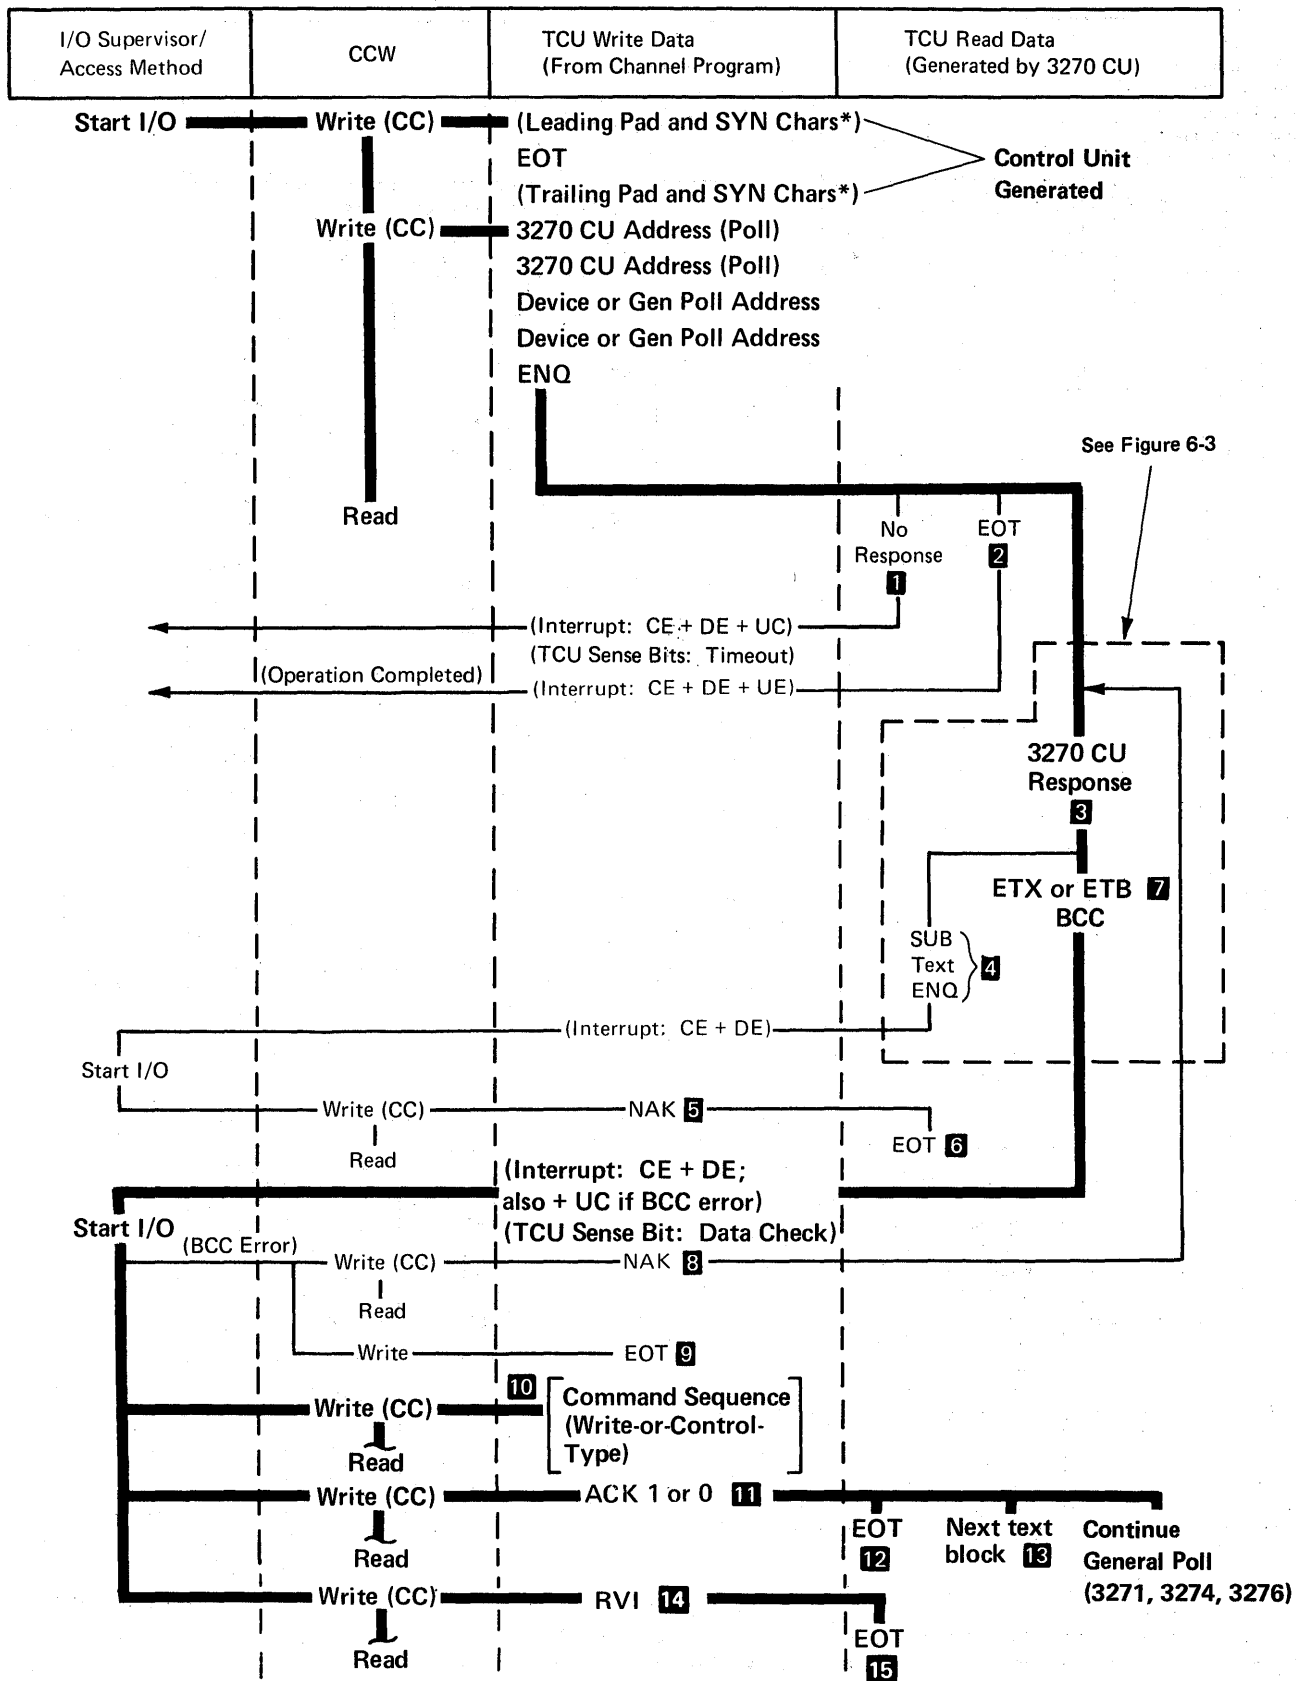 I/O Supervisor/
Access Method
CCW
TCU Write Data
(From Channel Program)
TCU Read Data
(Generated by 3270 CU)
Start I/O
Write (CC)
(Leading Pad and SYN Chars*)
EOT
(Trailing Pad and SYN Chars*)
Control Unit
Generated
Write (CC)
3270 CU Address (Poll)
3270 CU Address (Poll)
Device or Gen Poll Address
Device or Gen Poll Address
ENQ
See Figure 6-3
Read
No
Response
1
EOT
2
(Interrupt: CE + DE + UC)
(TCU Sense Bits: Timeout)
(Operation Completed)
(Interrupt: CE + DE + UE)
3270 CU
Response
3
ETX or ETB 7
BCC
SUB
Text
ENQ
4
(Interrupt: CE + DE)
Start I/O
Write (CC)
NAK 5
Read
EOT 6
(Interrupt: CE + DE;
also + UC if BCC error)
(TCU Sense Bit: Data Check)
Start I/O
(BCC Error)
Write (CC)
NAK 8
Read
Write
EOT 9
10
Write (CC)
Command Sequence
(Write-or-Control-
Type)
Read
Write (CC)
ACK 1 or 0 11
Read
EOT
12
Next text
block 13
Continue
General Poll
(3271, 3274, 3276)
Write (CC)
RVI 14
Read
EOT
15